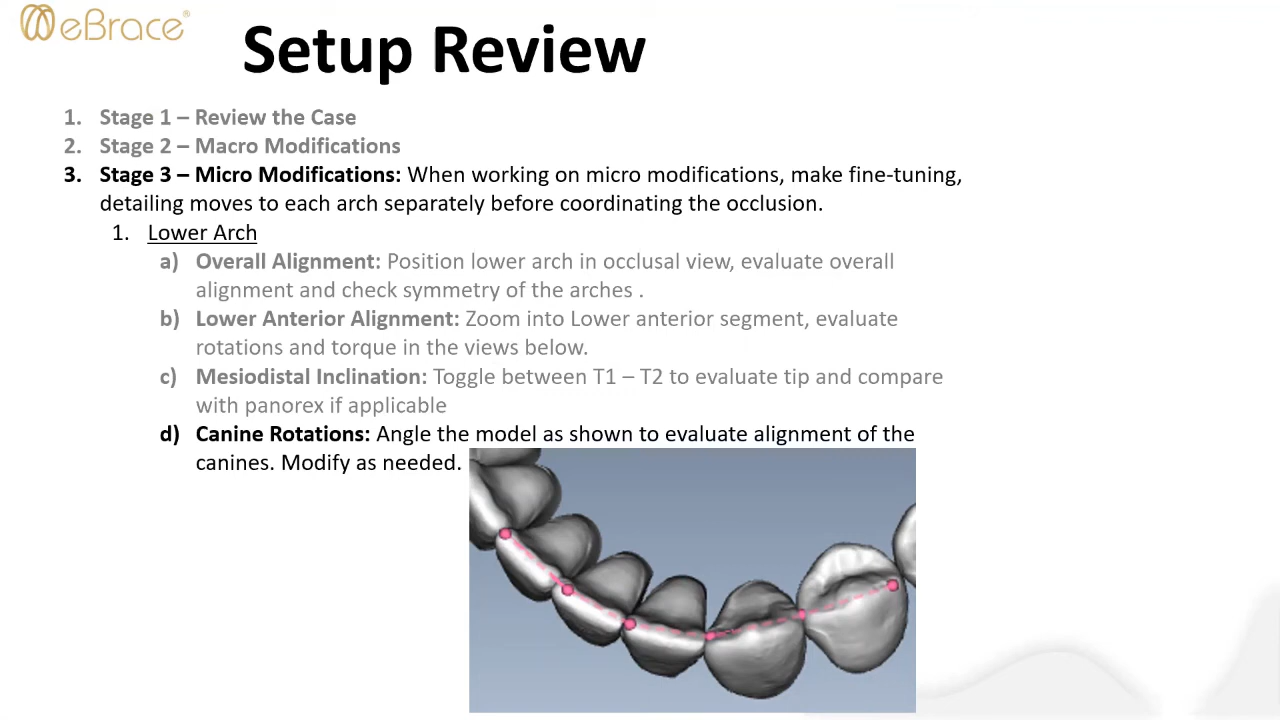 eBrace®
Setup Review
1. Stage 1 – Review the Case
2. Stage 2 – Macro Modifications
3. Stage 3 – Micro Modifications: When working on micro modifications, make fine-tuning,
detailing moves to each arch separately before coordinating the occlusion.
1. Lower Arch
a) Overall Alignment: Position lower arch in occlusal view, evaluate overall
alignment and check symmetry of the arches .
b) Lower Anterior Alignment: Zoom into Lower anterior segment, evaluate
rotations and torque in the views below.
c) Mesiodistal Inclination: Toggle between T1 – T2 to evaluate tip and compare
with panorex if applicable
d) Canine Rotations: Angle the model as shown to evaluate alignment of the
canines. Modify as needed.